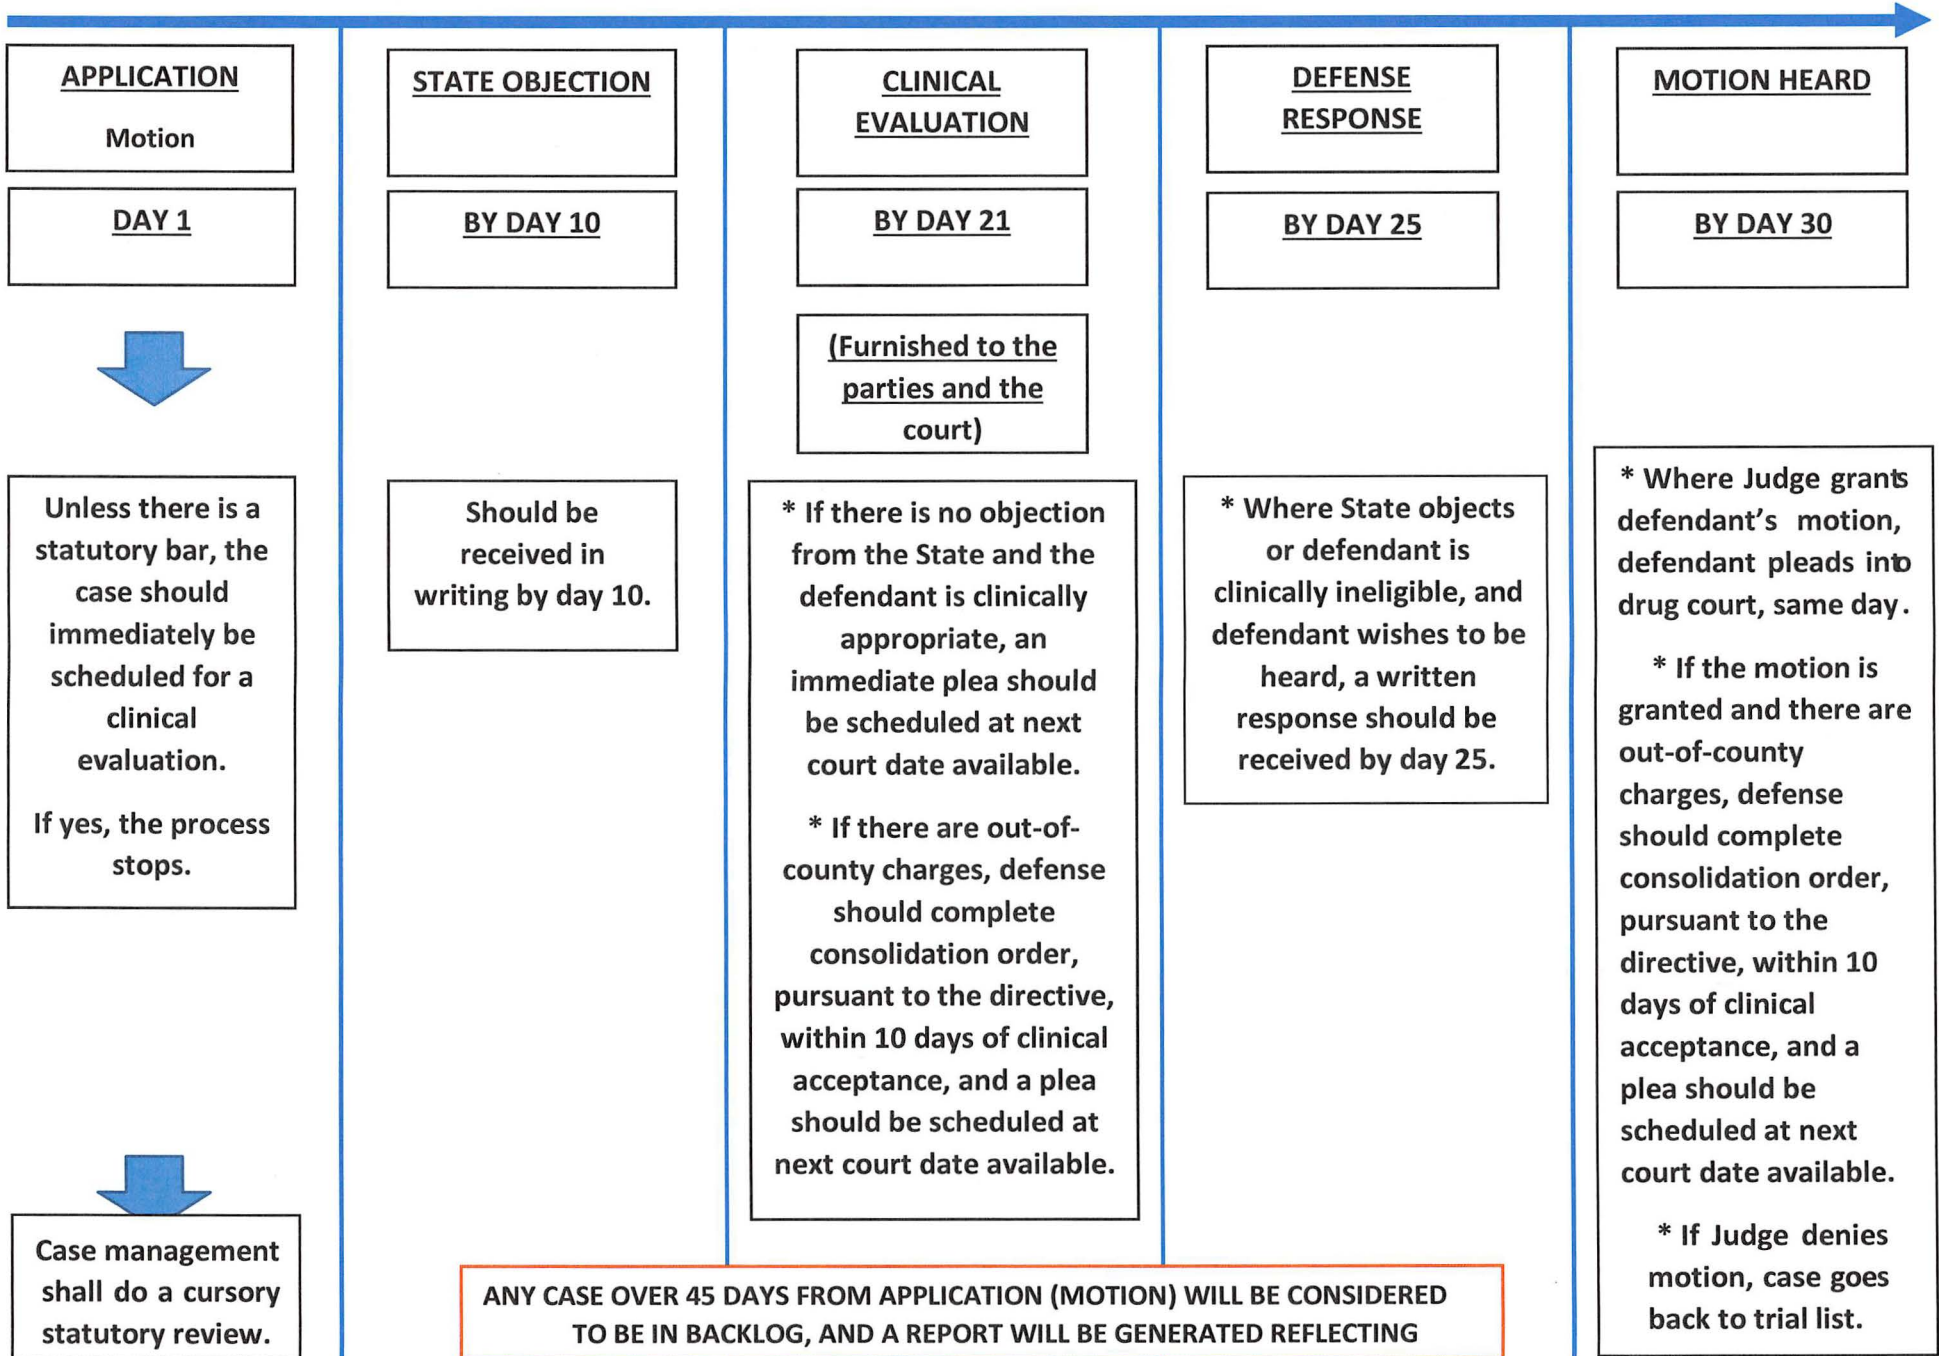 APPLICATION
Motion
DAY 1
Unless there is a
statutory bar, the
case should
immediately be
scheduled for a
clinical
evaluation.
If yes, the process
stops.
Case management
shall do a cursory
statutory review.
STATE OBJECTION
BY DAY 10
Should be
received in
writing by day 10.
CLINICAL
EVALUATION
BY DAY 21
(Furnished to the
parties and the
court)
* If there is no objection
from the State and the
defendant is clinically
appropriate, an
immediate plea should
be scheduled at next
court date available.
* If there are out-of-
county charges, defense
should complete
consolidation order,
pursuant to the directive,
within 10 days of clinical
acceptance, and a plea
should be scheduled at
next court date available.
DEFENSE
RESPONSE
BY DAY 25
* Where State objects
or defendant is
clinically ineligible, and
defendant wishes to be
heard, a written
response should be
received by day 25.
MOTION HEARD
BY DAY 30
* Where Judge grants
defendant's motion,
defendant pleads into
drug court, same day.
* If the motion is
granted and there are
out-of-county
charges, defense
should complete
consolidation order,
pursuant to the
directive, within 10
days of clinical
acceptance, and a
plea should be
scheduled at next
court date available.
* If Judge denies
motion, case goes
back to trial list.
ANY CASE OVER 45 DAYS FROM APPLICATION (MOTION) WILL BE CONSIDERED
TO BE IN BACKLOG, AND A REPORT WILL BE GENERATED REFLECTING